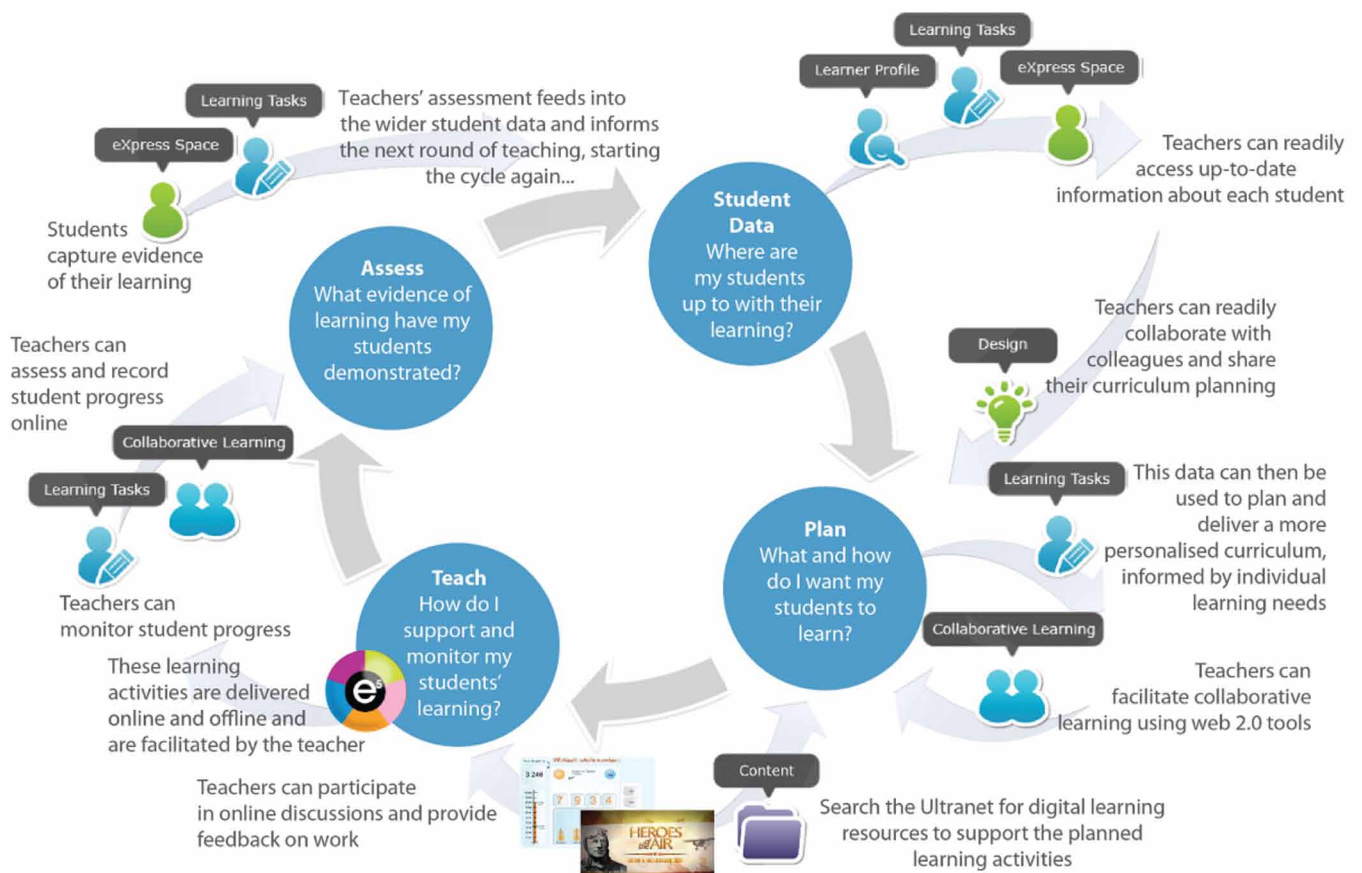 Learning Tasks
eXpress Space
Students
capture evidence
of their learning
Teachers' assessment feeds into
the wider student data and informs
the next round of teaching, starting
the cycle again...
Learning Tasks
Learner Profile
eXpress Space
Teachers can readily
access up-to-date
information about each student
Student
Data
Where are
my students
up to with their
learning?
Assess
What evidence of
learning have my
students
demonstrated?
Teachers can readily
collaborate with
colleagues and share
their curriculum planning
Design
Learning Tasks
This data can then be
used to plan and
deliver a more
personalised curriculum,
informed by individual
learning needs
Plan
What and how
do I want my
students to
learn?
Collaborative Learning
Teachers can
facilitate collaborative
learning using web 2.0 tools
Content
Search the Ultranet for digital learning
resources to support the planned
learning activities
3 246
7 9 3 4
HEROES
of the
AIR
Teach
How do I
support and
monitor my
students'
learning?
e5
Teachers can participate
in online discussions and provide
feedback on work
These learning
activities are delivered
online and offline and
are facilitated by the teacher
Teachers can
monitor student progress
Learning Tasks
Collaborative Learning
Teachers can
assess and record
student progress
online